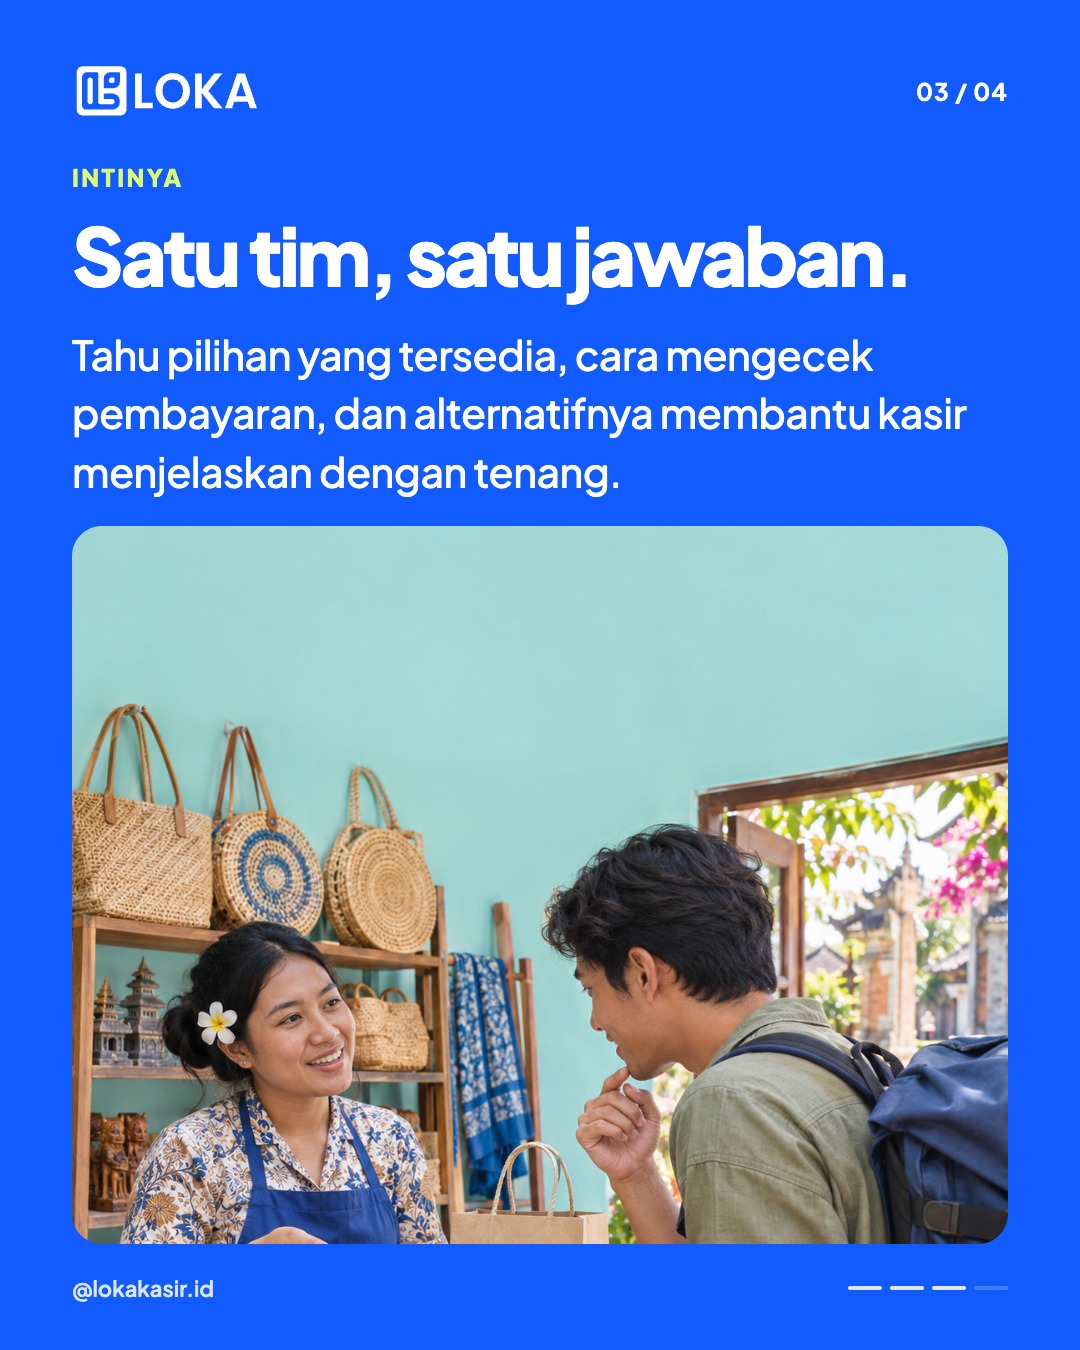 LOKA
03 / 04
INTINYA
Satu tim, satu jawaban.
Tahu pilihan yang tersedia, cara mengecek
pembayaran, dan alternatifnya membantu kasir
menjelaskan dengan tenang.
@lokakasir.id